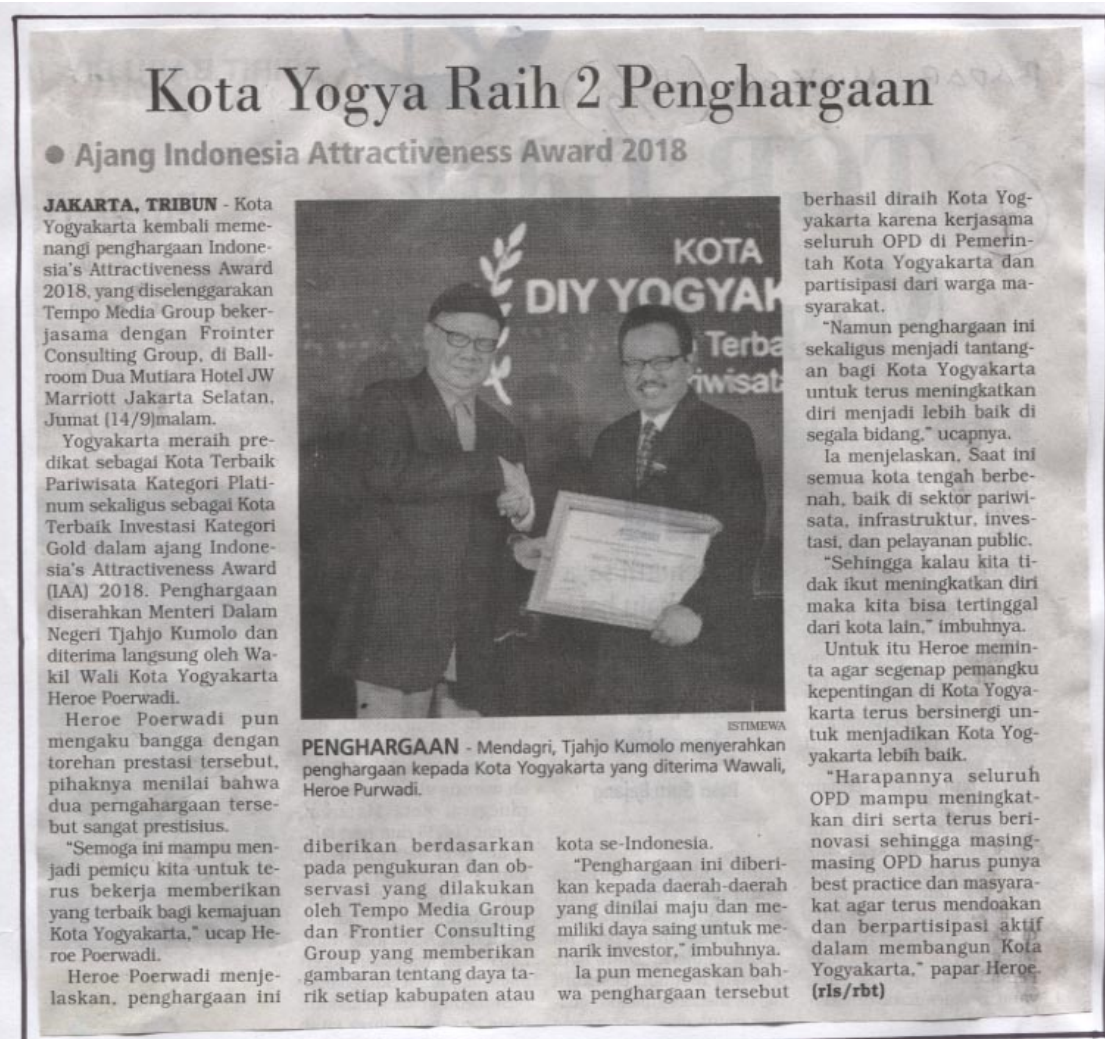 Kota Yogya Raih 2 Penghargaan
● Ajang Indonesia Attractiveness Award 2018
JAKARTA, TRIBUN - Kota
Yogyakarta kembali meme-
nangi penghargaan Indone-
sia's Attractiveness Award
2018, yang diselenggarakan
Tempo Media Group beker-
jasama dengan Frointer
Consulting Group, di Ball-
room Dua Mutiara Hotel JW
Marriott Jakarta Selatan,
Jumat (14/9)malam.
Yogyakarta meraih pre-
dikat sebagai Kota Terbaik
Pariwisata Kategori Plati-
num sekaligus sebagai Kota
Terbaik Investasi Kategori
Gold dalam ajang Indone-
sia's Attractiveness Award
(IAA) 2018. Penghargaan
diserahkan Menteri Dalam
Negeri Tjahjo Kumolo dan
diterima langsung oleh Wa-
kil Wali Kota Yogyakarta
Heroe Poerwadi.
Heroe Poerwadi pun
mengaku bangga dengan
torehan prestasi tersebut,
pihaknya menilai bahwa
dua perngahargaan terse-
but sangat prestisius.
"Semoga ini mampu men-
jadi pemicu kita untuk te-
rus bekerja memberikan
yang terbaik bagi kemajuan
Kota Yogyakarta," ucap He-
roe Poerwadi.
Heroe Poerwadi menje-
laskan, penghargaan ini
KOTA
DIY YOGYAK
Terba
iwisat
ISTIMEWA
PENGHARGAAN - Mendagri, Tjahjo Kumolo menyerahkan
penghargaan kepada Kota Yogyakarta yang diterima Wawali,
Heroe Purwadi.
diberikan berdasarkan
pada pengukuran dan ob-
servasi yang dilakukan
oleh Tempo Media Group
dan Frontier Consulting
Group yang memberikan
gambaran tentang daya ta-
rik setiap kabupaten atau
kota se-Indonesia.
"Penghargaan ini diberi-
kan kepada daerah-daerah
yang dinilai maju dan me-
miliki daya saing untuk me-
narik investor," imbuhnya.
Ia pun menegaskan bah-
wa penghargaan tersebut
berhasil diraih Kota Yog-
yakarta karena kerjasama
seluruh OPD di Pemerin-
tah Kota Yogyakarta dan
partisipasi dari warga ma-
syarakat.
"Namun penghargaan ini
sekaligus menjadi tantang-
an bagi Kota Yogyakarta
untuk terus meningkatkan
diri menjadi lebih baik di
segala bidang," ucapnya.
Ia menjelaskan, Saat ini
semua kota tengah berbe-
nah, baik di sektor pariwi-
sata, infrastruktur, inves-
tasi, dan pelayanan public.
"Sehingga kalau kita ti-
dak ikut meningkatkan diri
maka kita bisa tertinggal
dari kota lain," imbuhnya.
Untuk itu Heroe memin-
ta agar segenap pemangku
kepentingan di Kota Yogya-
karta terus bersinergi un-
tuk menjadikan Kota Yog-
yakarta lebih baik.
"Harapannya seluruh
OPD mampu meningkat-
kan diri serta terus beri-
novasi sehingga masing-
masing OPD harus punya
best practice dan masyara-
kat agar terus mendoakan
dan berpartisipasi aktif
dalam membangun Kota
Yogyakarta," papar Heroe.
(rls/rbt)